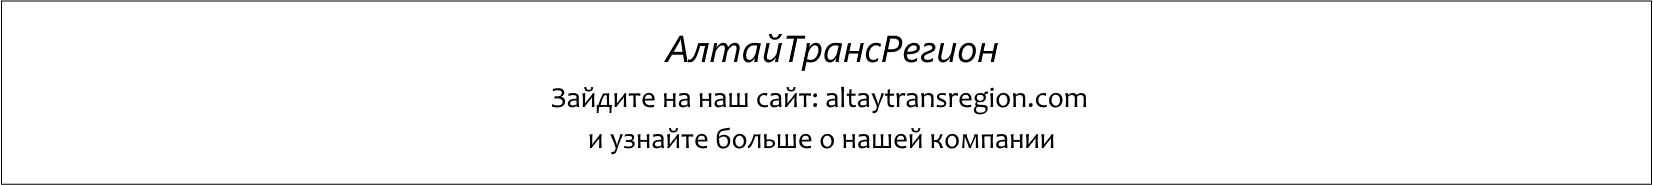 АлтайТрансРегион
Зайдите на наш сайт: altaytransregion.com
и узнайте больше о нашей компании